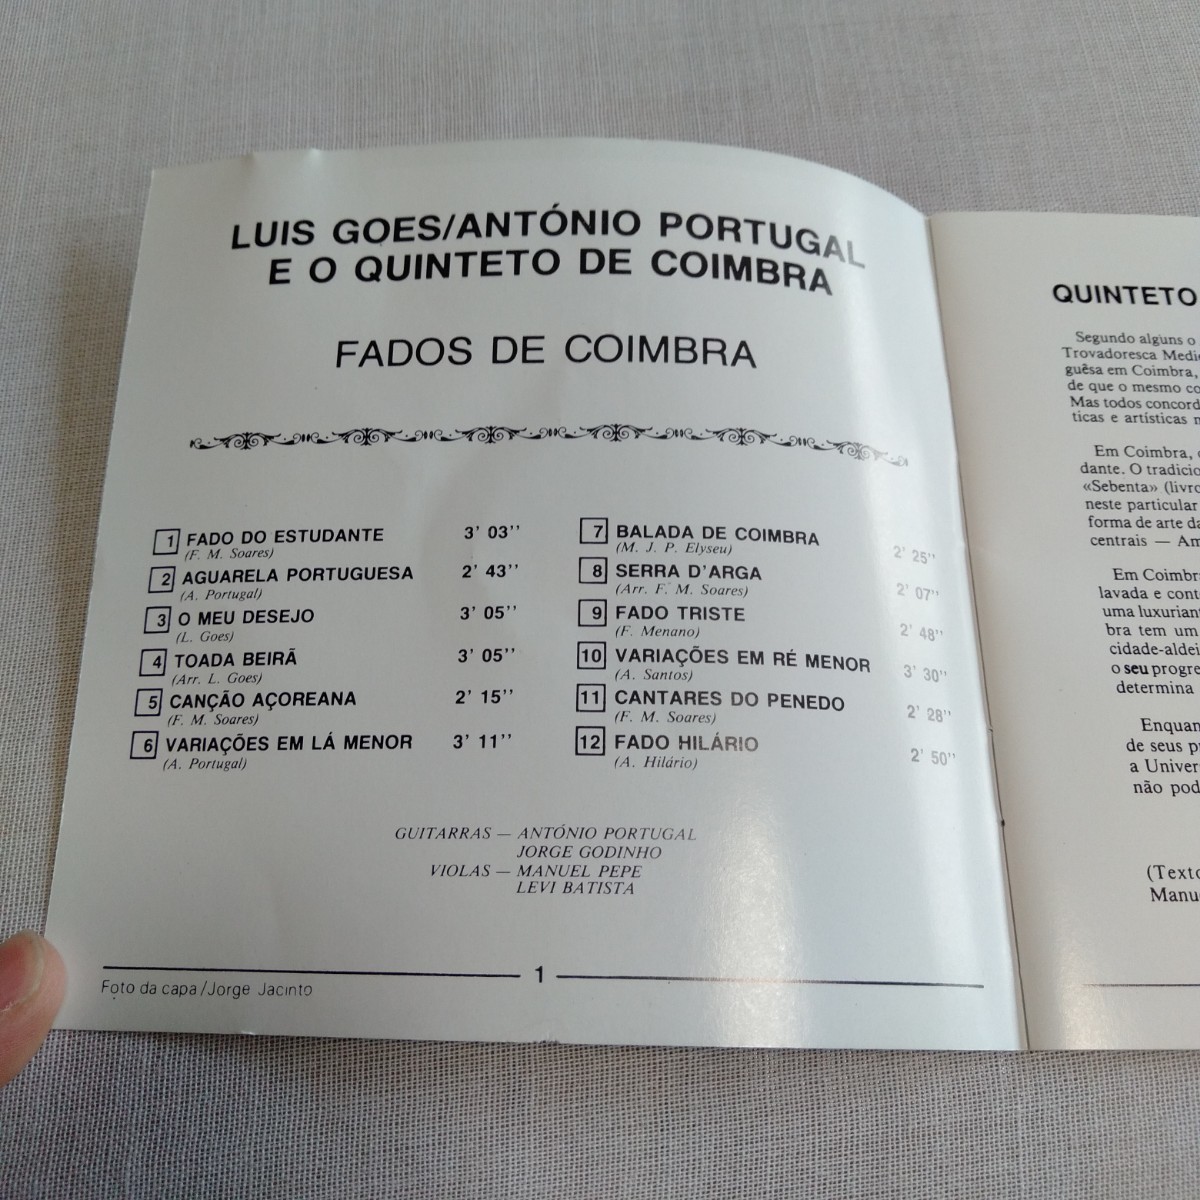 LUIS GOES/ANTÓNIO PORTUGAL
E O QUINTETO DE COIMBRA
FADOS DE COIMBRA
1 FADO DO ESTUDANTE 3' 03''
(F. M. Soares)
2 AGUARELA PORTUGUESA 2' 43''
(A. Portugal)
3 O MEU DESEJO 3' 05''
(L. Goes)
4 TOADA BEIRÃ 3' 05''
(Arr. L. Goes)
5 CANÇÃO AÇOREANA 2' 15''
(F. M. Soares)
6 VARIAÇÕES EM LÁ MENOR 3' 11''
(A. Portugal)
7 BALADA DE COIMBRA 2' 25''
(M. J. P. Elyseu)
8 SERRA D'ARGA 2' 07''
(Arr. F. M. Soares)
9 FADO TRISTE 2' 48''
(F. Menano)
10 VARIAÇÕES EM RÉ MENOR 3' 30''
(A. Santos)
11 CANTARES DO PENEDO 2' 28''
(F. M. Soares)
12 FADO HILÁRIO 2' 50''
(A. Hilário)
GUITARRAS — ANTÓNIO PORTUGAL
JORGE GODINHO
VIOLAS — MANUEL PEPE
LEVI BATISTA
1
Foto da capa/Jorge Jacinto
QUINTETO
Segundo alguns o
Trovadoresca Medi
guêsa em Coimbra,
de que o mesmo co
Mas todos concord
ticas e artísticas
Em Coimbra,
dante. O tradicio
«Sebenta» (livro
neste particular
forma de arte da
centrais — Am
Em Coimbr
lavada e cont
uma luxurian
bra tem um
cidade-aldei
o seu progre
determina
Enquan
de seus p
a Univer
não pod
(Texto
Manu